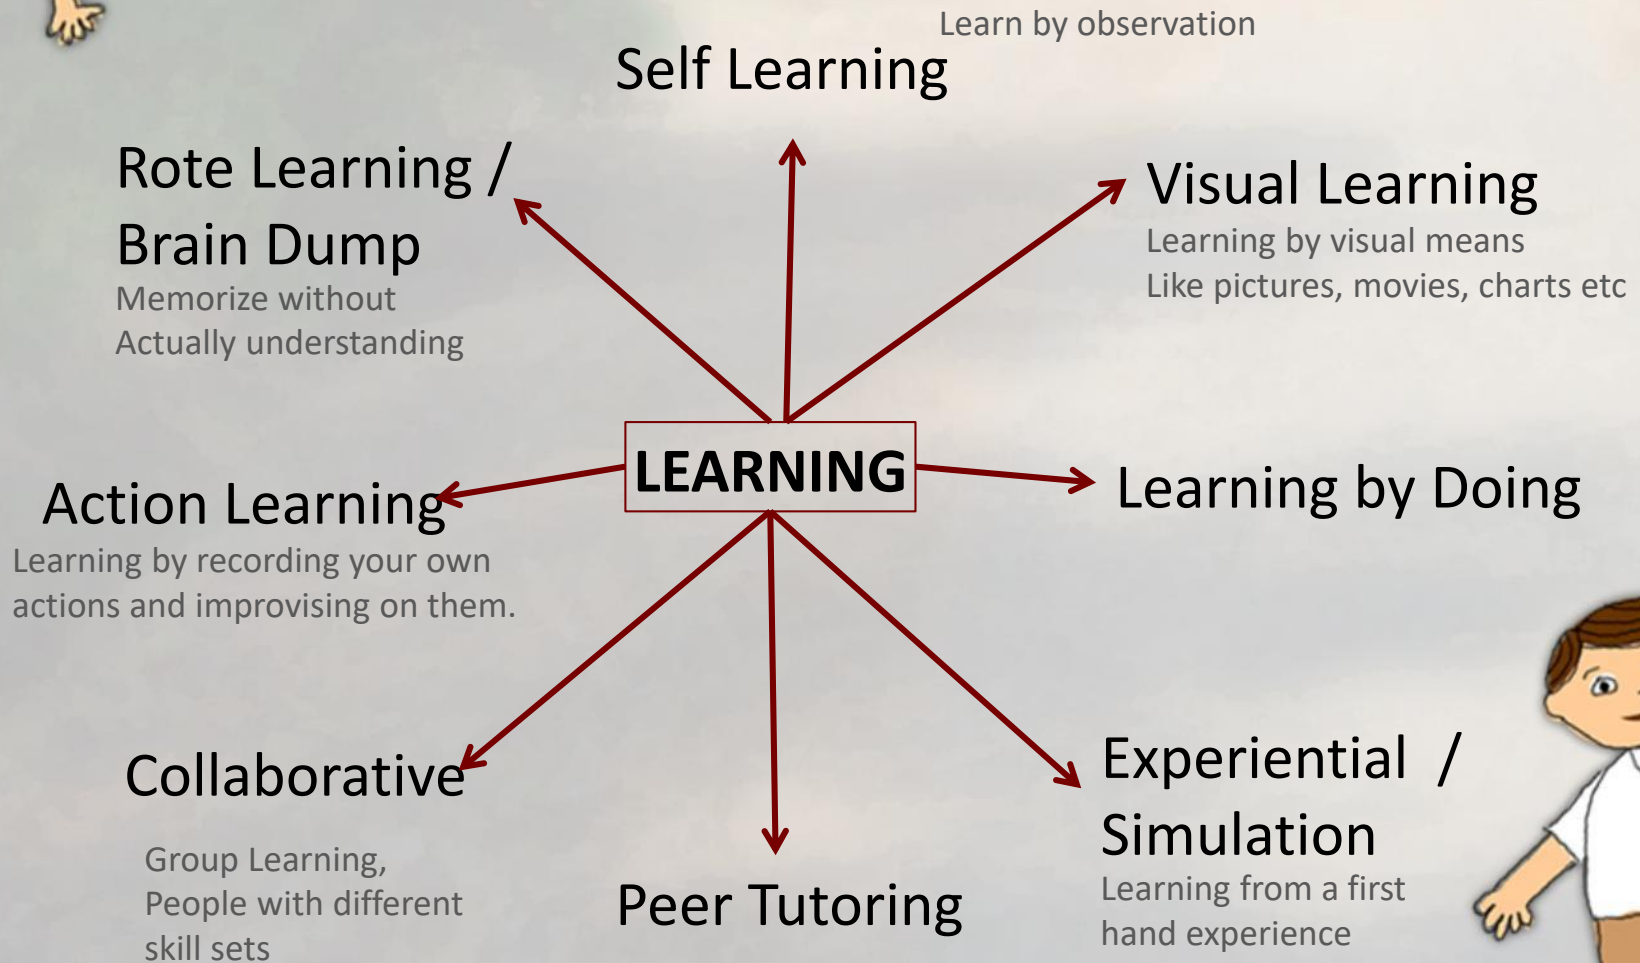 Learn by observation
Self Learning
Rote Learning /
Brain Dump
Memorize without
Actually understanding
Visual Learning
Learning by visual means
Like pictures, movies, charts etc
LEARNING
Action Learning
Learning by recording your own
actions and improvising on them.
Learning by Doing
Collaborative
Group Learning,
People with different
skill sets
Peer Tutoring
Experiential /
Simulation
Learning from a first
hand experience